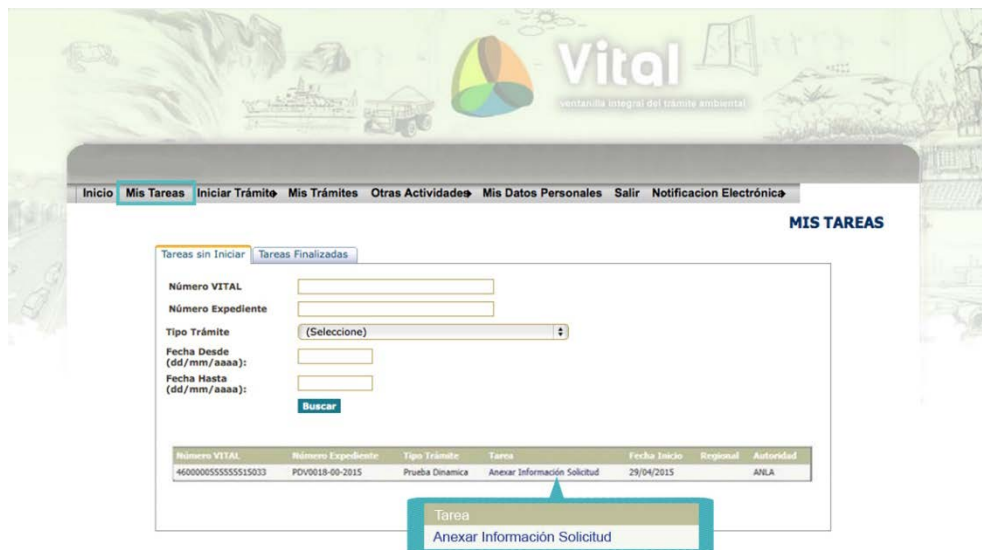 Vital
ventanilla integral del trámite ambiental
Inicio Mis Tareas Iniciar Trámite Mis Trámites Otras Actividades Mis Datos Personales Salir Notificacion Electrónica
MIS TAREAS
Tareas sin Iniciar Tareas Finalizadas
Número VITAL
Número Expediente
Tipo Trámite (Seleccione)
Fecha Desde
(dd/mm/aaaa):
Fecha Hasta
(dd/mm/aaaa):
Buscar
Número VITAL Número Expediente Tipo Trámite Tarea Fecha Inicio Regional Autoridad
4600000555555515033 PDV0018-00-2015 Prueba Dinamica Anexar Información Solicitud 29/04/2015 ANLA
Tarea
Anexar Información Solicitud